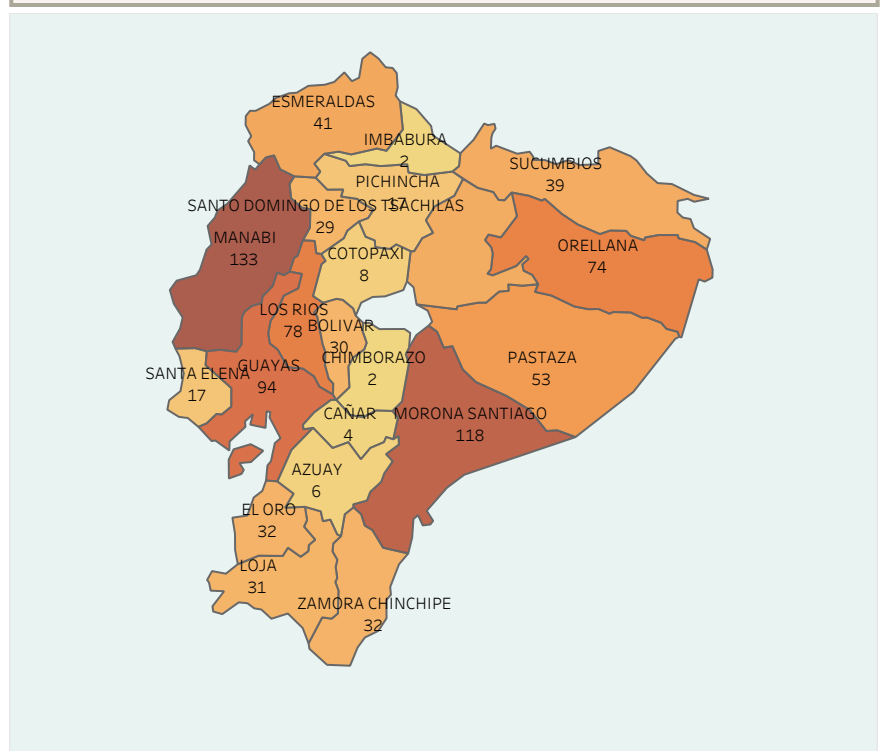 ESMERALDAS
41
IMBABURA
2
SUCUMBIOS
39
PICHINCHA
17
SANTO DOMINGO DE LOS TSACHILAS
29
MANABI
133
ORELLANA
74
COTOPAXI
8
LOS RIOS
78
BOLIVAR
30
CHIMBORAZO
2
PASTAZA
53
SANTA ELENA
17
GUAYAS
94
CAÑAR
4
MORONA SANTIAGO
118
AZUAY
6
EL ORO
32
LOJA
31
ZAMORA CHINCHIPE
32